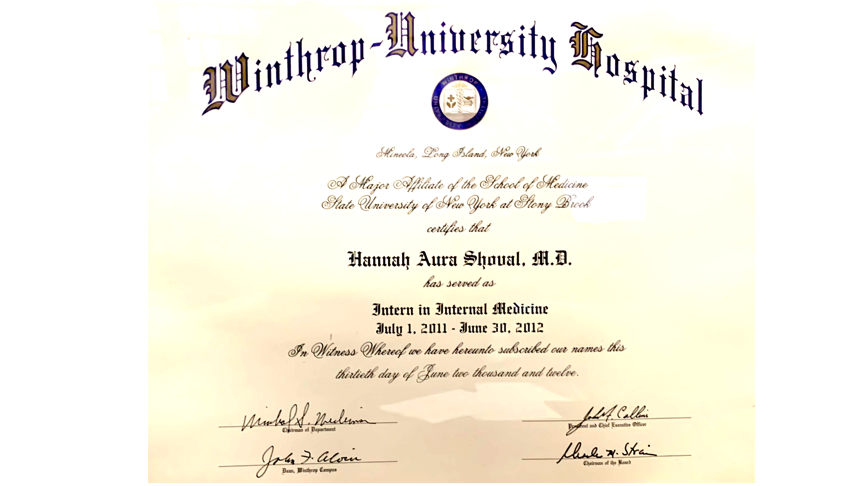 Winthrop-University Hospital
WINTHROP
Mineola, Long Island, New York
A Major Affiliate of the School of Medicine
State University of New York at Stony Brook
certifies that
Hannah Aura Shoval, M.D.
has served as
Intern in Internal Medicine
July 1, 2011 - June 30, 2012
In Witness Whereof we have hereunto subscribed our names this
thirtieth day of June two thousand and twelve.
John F. Collins
Chairman of Department
President and Chief Executive Officer
John F. Aloia
Charles M. Strain
Dean, Winthrop Campus
Chairman of the Board